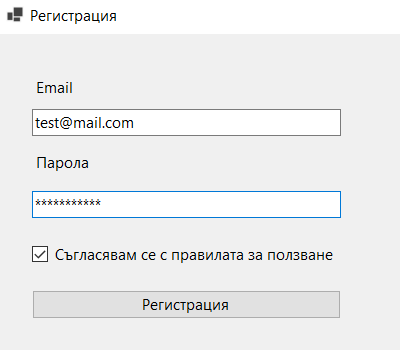 Регистрация
Email
test@mail.com
Парола
***********
Съгласявам се с правилата за ползване
Регистрация